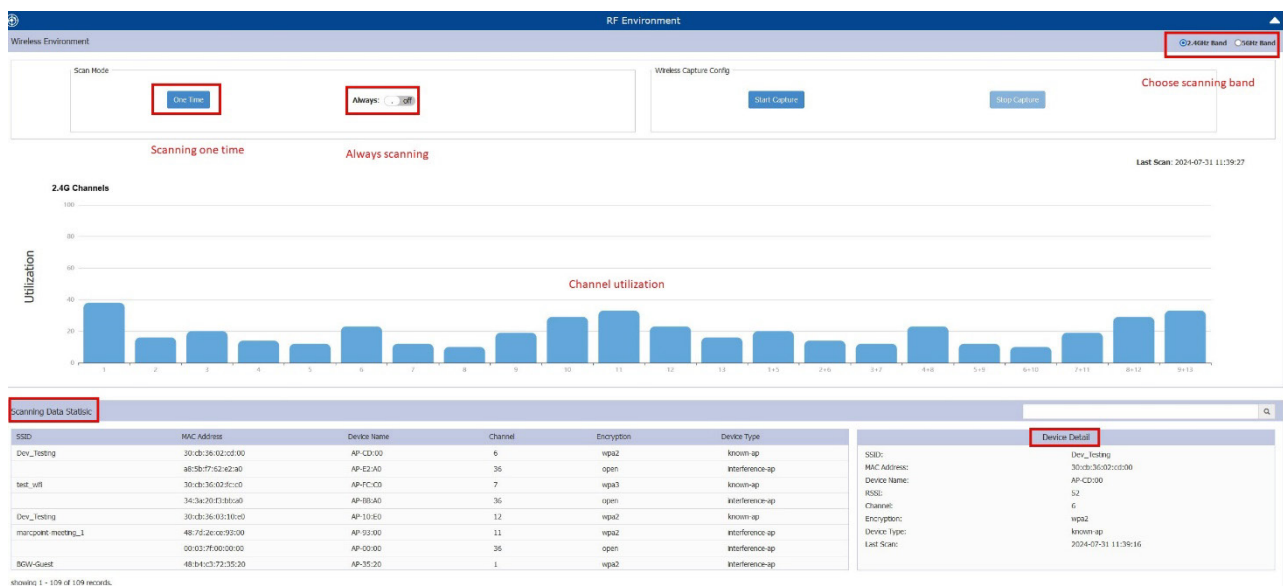 RF Environment
Wireless Environment
2.4GHz Band 5GHz Band
Scan Mode
Wireless Capture Config
Choose scanning band
One Time
Always: off
Start Capture
Stop Capture
Scanning one time
Always scanning
Last Scan: 2024-07-31 11:39:27
2.4G Channels
100
80
60
40
20
0
Utilization
Channel utilization
1 2 3 4 5 6 7 8 9 10 11 12 13 1+5 2+6 3+7 4+8 5+9 6+10 7+11 8+12 9+13
Scanning Data Statisic
SSID MAC Address Device Name Channel Encryption Device Type
Dev_Testing 30:cb:36:02:cd:00 AP-CD:00 6 wpa2 known-ap
a8:5b:f7:62:e2:a0 AP-E2:A0 36 open interference-ap
test_wifi 30:cb:36:02:fc:c0 AP-FC:C0 7 wpa3 known-ap
34:3a:20:f3:bb:a0 AP-BB:A0 36 open interference-ap
Dev_Testing 30:cb:36:03:10:e0 AP-10:E0 12 wpa2 known-ap
marcpoint-meeting_1 48:7d:2e:ce:93:00 AP-93:00 11 wpa2 interference-ap
00:03:7f:00:00:00 AP-00:00 36 open interference-ap
BGW-Guest 48:b4:c3:72:35:20 AP-35:20 1 wpa2 interference-ap
showing 1 - 109 of 109 records.
Device Detail
SSID: Dev_Testing
MAC Address: 30:cb:36:02:cd:00
Device Name: AP-CD:00
RSSI: 52
Channel: 6
Encryption: wpa2
Device Type: known-ap
Last Scan: 2024-07-31 11:39:16